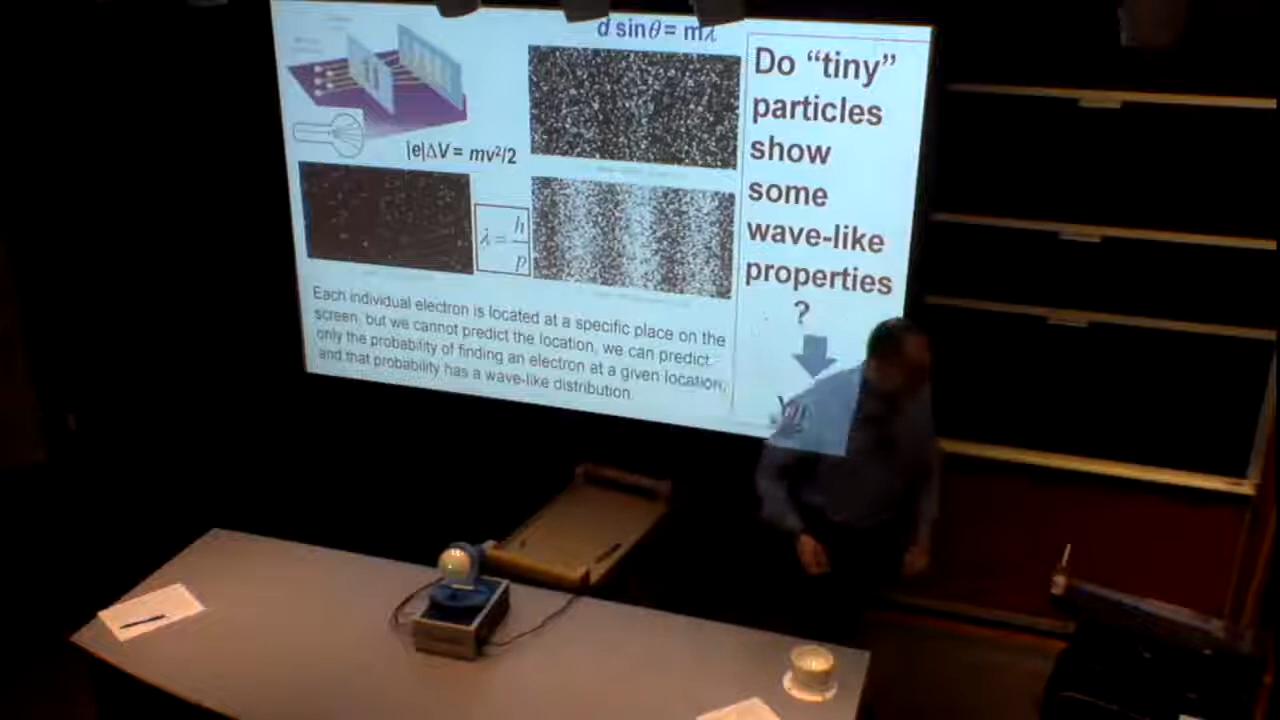 d sinθ = mλ
|e|ΔV = mv²/2
λ = h/p
Each individual electron is located at a specific place on the
screen, but we cannot predict the location, we can predict
only the probability of finding an electron at a given location,
and that probability has a wave-like distribution.
Do “tiny”
particles
show
some
wave-like
properties
?